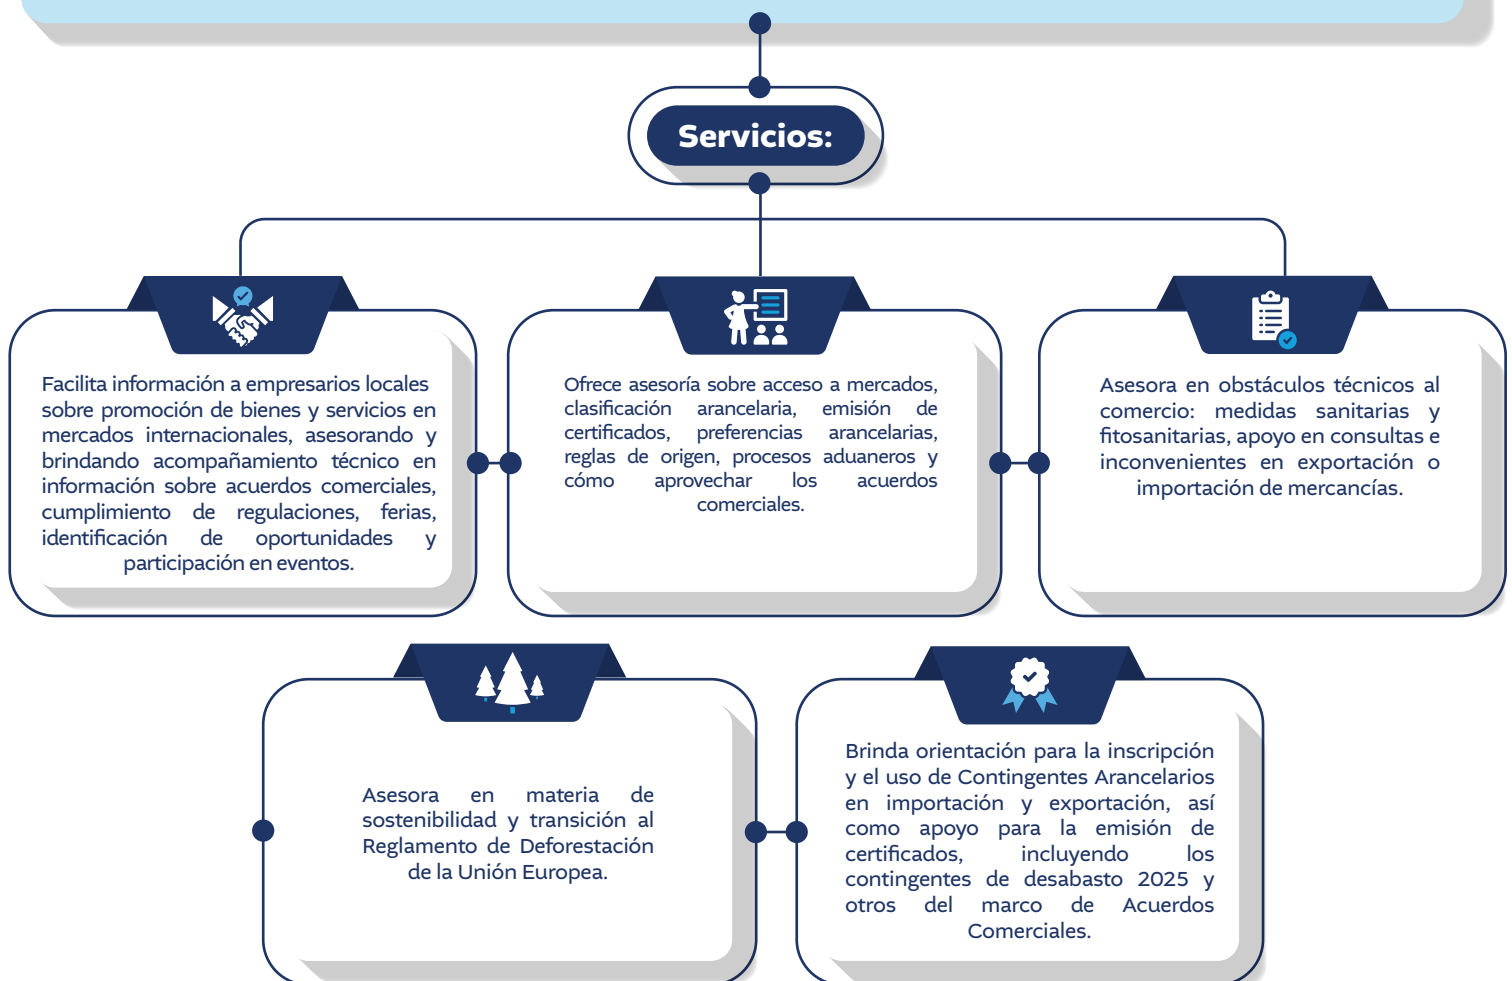 Servicios:
Facilita información a empresarios locales
sobre promoción de bienes y servicios en
mercados internacionales, asesorando y
brindando acompañamiento técnico en
información sobre acuerdos comerciales,
cumplimiento de regulaciones, ferias,
identificación de oportunidades y
participación en eventos.
Ofrece asesoría sobre acceso a mercados,
clasificación arancelaria, emisión de
certificados, preferencias arancelarias,
reglas de origen, procesos aduaneros y
cómo aprovechar los acuerdos
comerciales.
Asesora en obstáculos técnicos al
comercio: medidas sanitarias y
fitosanitarias, apoyo en consultas e
inconvenientes en exportación o
importación de mercancías.
Asesora en materia de
sostenibilidad y transición al
Reglamento de Deforestación
de la Unión Europea.
Brinda orientación para la inscripción
y el uso de Contingentes Arancelarios
en importación y exportación, así
como apoyo para la emisión de
certificados, incluyendo los
contingentes de desabasto 2025 y
otros del marco de Acuerdos
Comerciales.